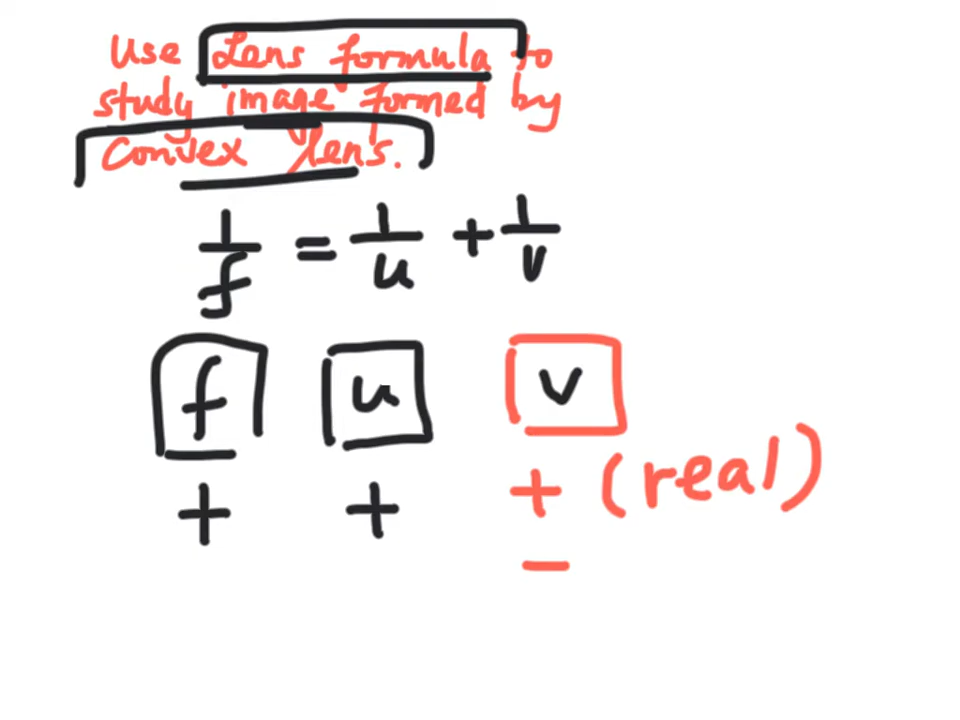 Use Lens formula to
study image formed by
Convex lens.
1/f = 1/u + 1/v
f u v
+ + + (real)
−